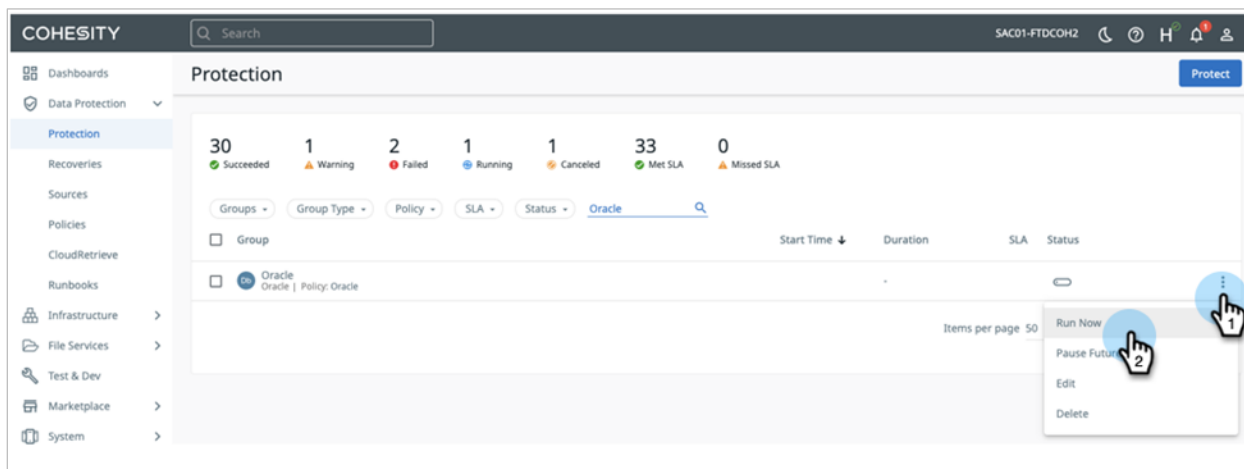 COHESITY
Search
SAC01-FTDCOH2
H
1
Dashboards
Data Protection
Protection
Recoveries
Sources
Policies
CloudRetrieve
Runbooks
Infrastructure
File Services
Test & Dev
Marketplace
System
Protection
Protect
30 1 2 1 1 33 0
Succeeded Warning Failed Running Canceled Met SLA Missed SLA
Groups Group Type Policy SLA Status Oracle
Group Start Time Duration SLA Status
Db Oracle
Oracle | Policy: Oracle
-
Items per page 50
1
Run Now
2
Pause Futur
Edit
Delete